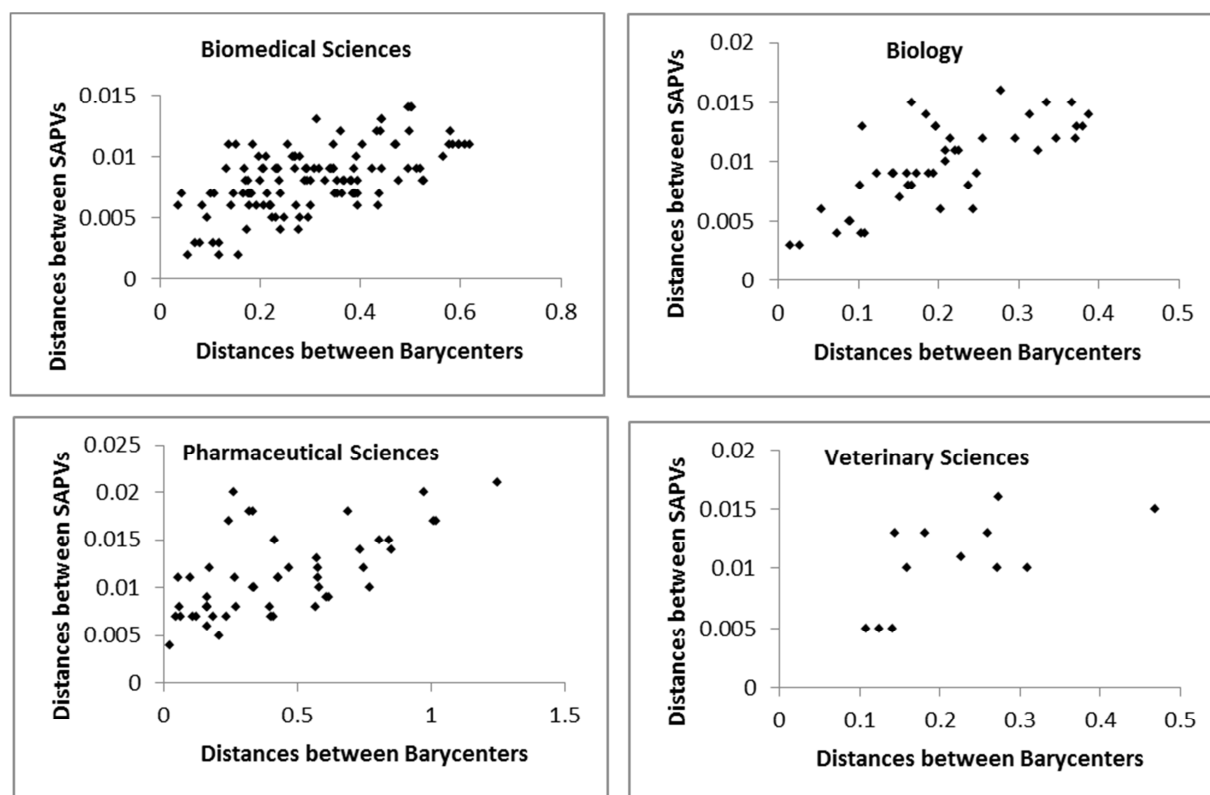 Biomedical Sciences
Distances between SAPVs
0.015
0.01
0.005
0
0 0.2 0.4 0.6 0.8
Distances between Barycenters
Biology
Distances between SAPVs
0.02
0.015
0.01
0.005
0
0 0.1 0.2 0.3 0.4 0.5
Distances between Barycenters
Pharmaceutical Sciences
Distances between SAPVs
0.025
0.02
0.015
0.01
0.005
0
0 0.5 1 1.5
Distances between Barycenters
Veterinary Sciences
Distances between SAPVs
0.02
0.015
0.01
0.005
0
0 0.1 0.2 0.3 0.4 0.5
Distances between Barycenters